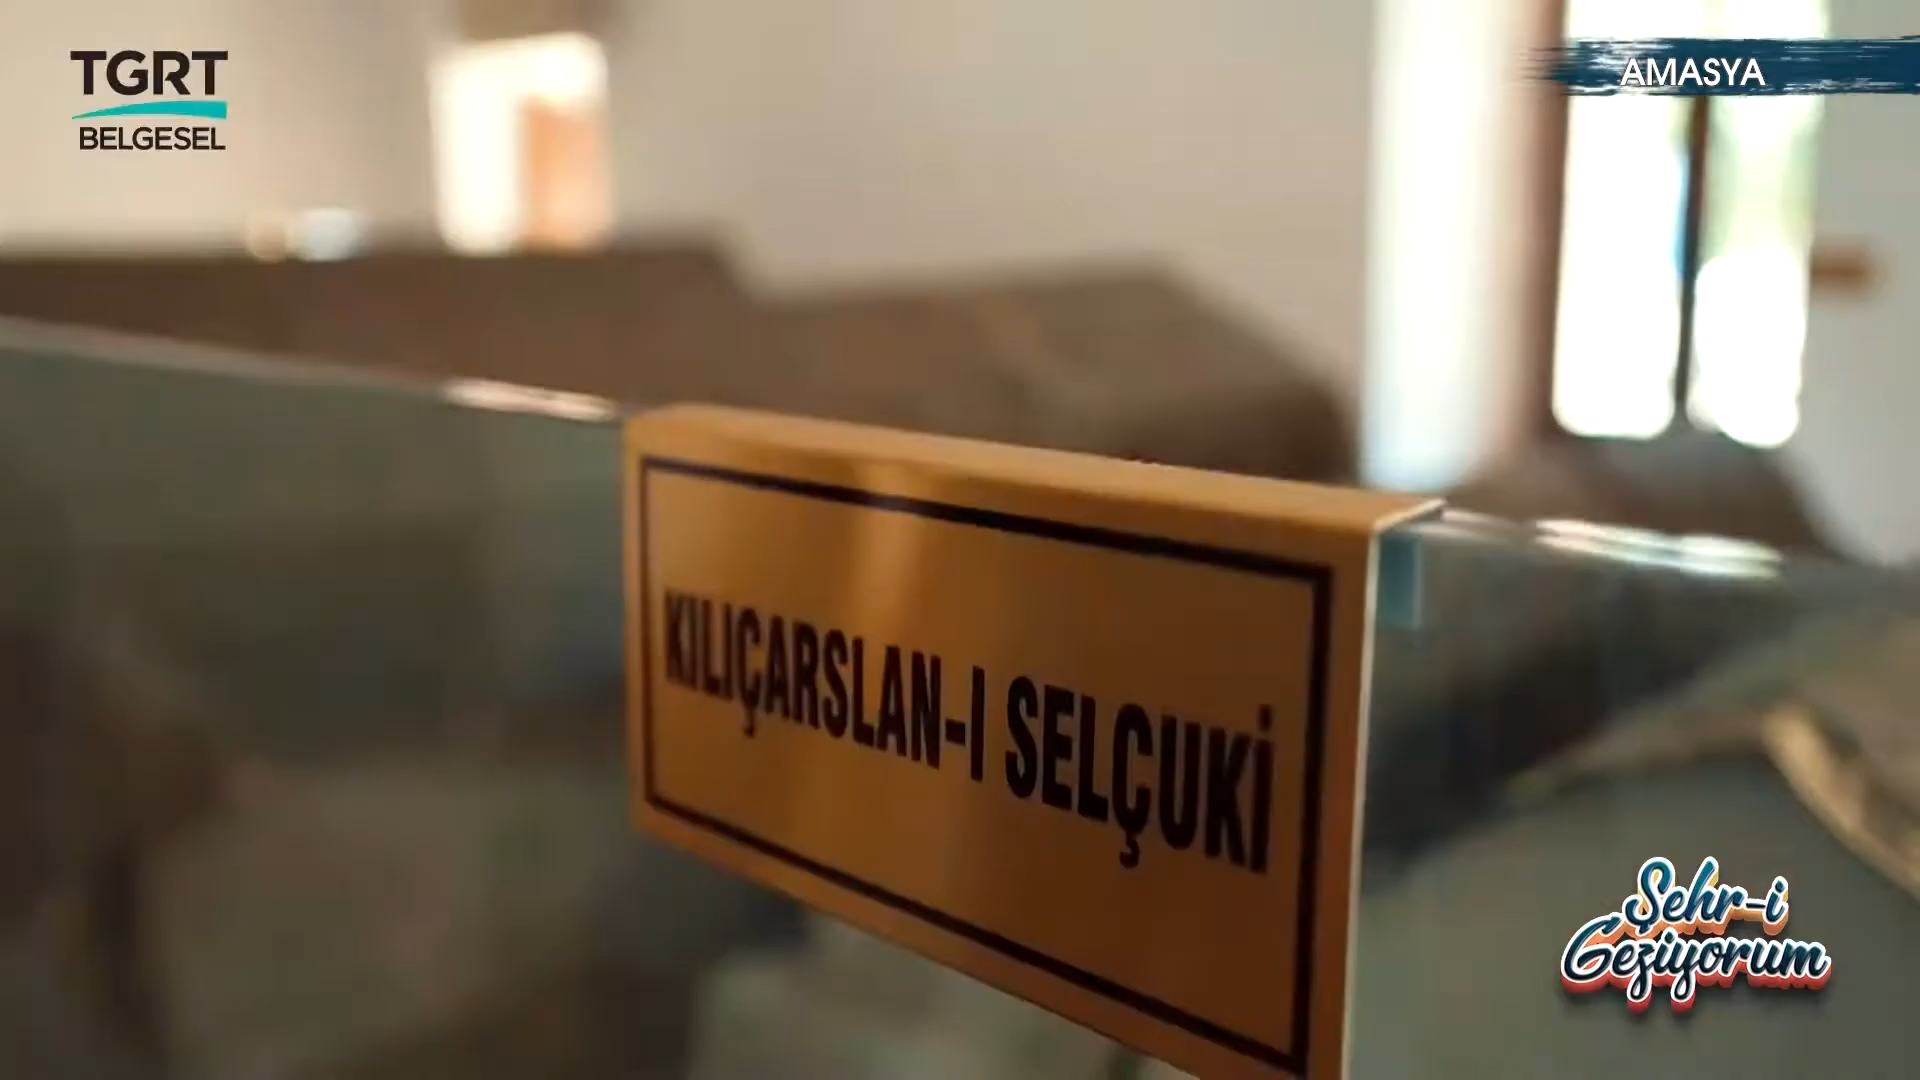 TGRT
BELGESEL
AMASYA
KILIÇARSLAN-I SELÇUKİ
Şehr-i
Geziyorum